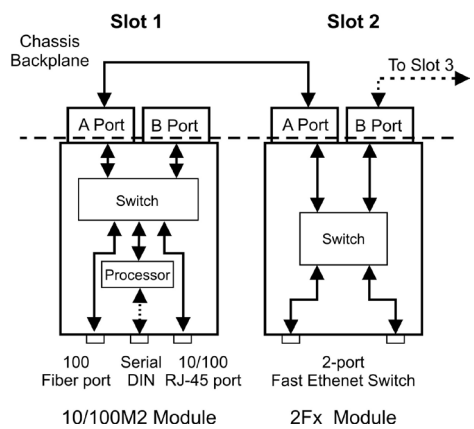 Slot 1
Slot 2
Chassis
Backplane
To Slot 3
A Port
B Port
A Port
B Port
Switch
Switch
Processor
100
Fiber port
Serial
DIN
10/100
RJ-45 port
2-port
Fast Ethenet Switch
10/100M2 Module
2Fx Module